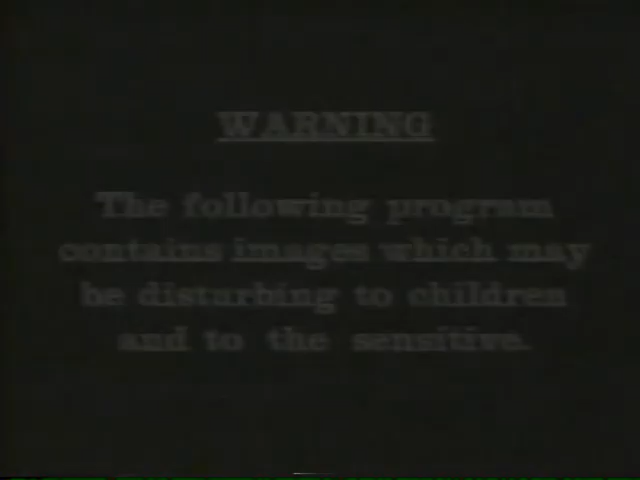 WARNING
The following program
contains images which may
be disturbing to children
and to the sensitive.